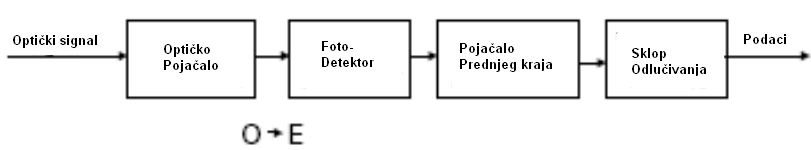 Optički signal
Optičko
Pojačalo
Foto-
Detektor
Pojačalo
Prednjeg kraja
Sklop
Odlučivanja
Podaci
O → E